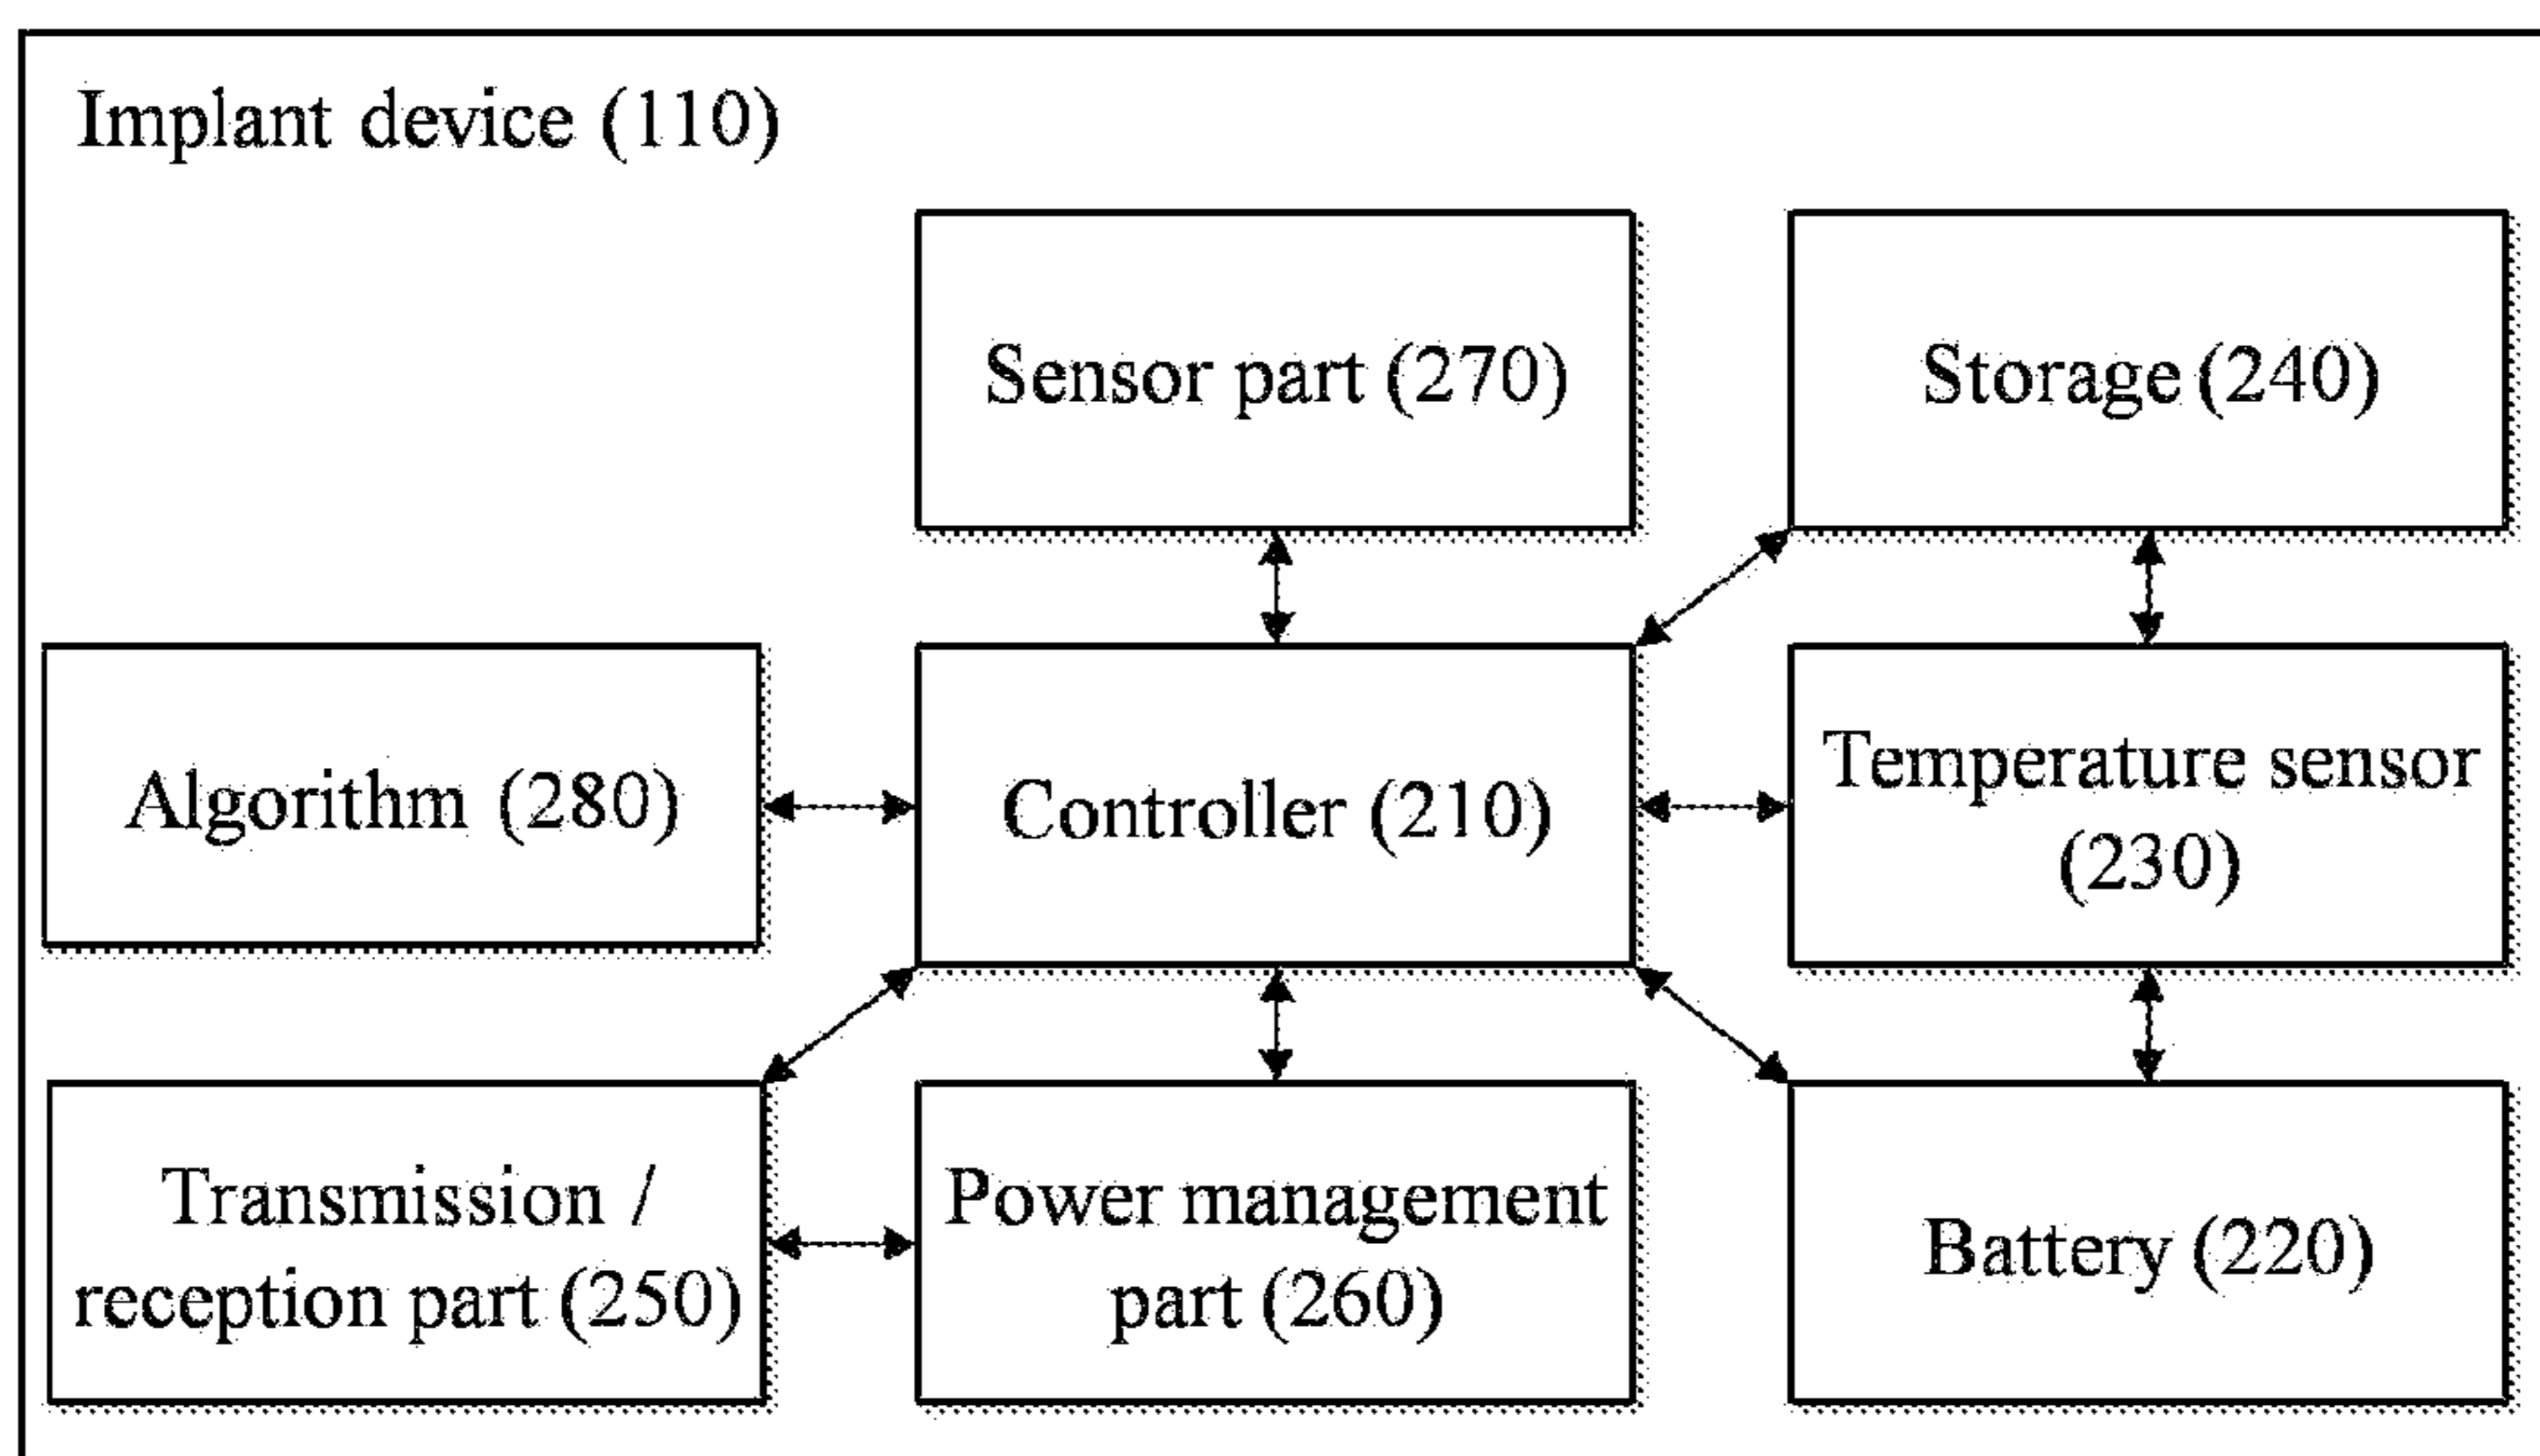 Implant device (110)
Sensor part (270)
Storage (240)
Algorithm (280)
Controller (210)
Temperature sensor
(230)
Transmission /
reception part (250)
Power management
part (260)
Battery (220)